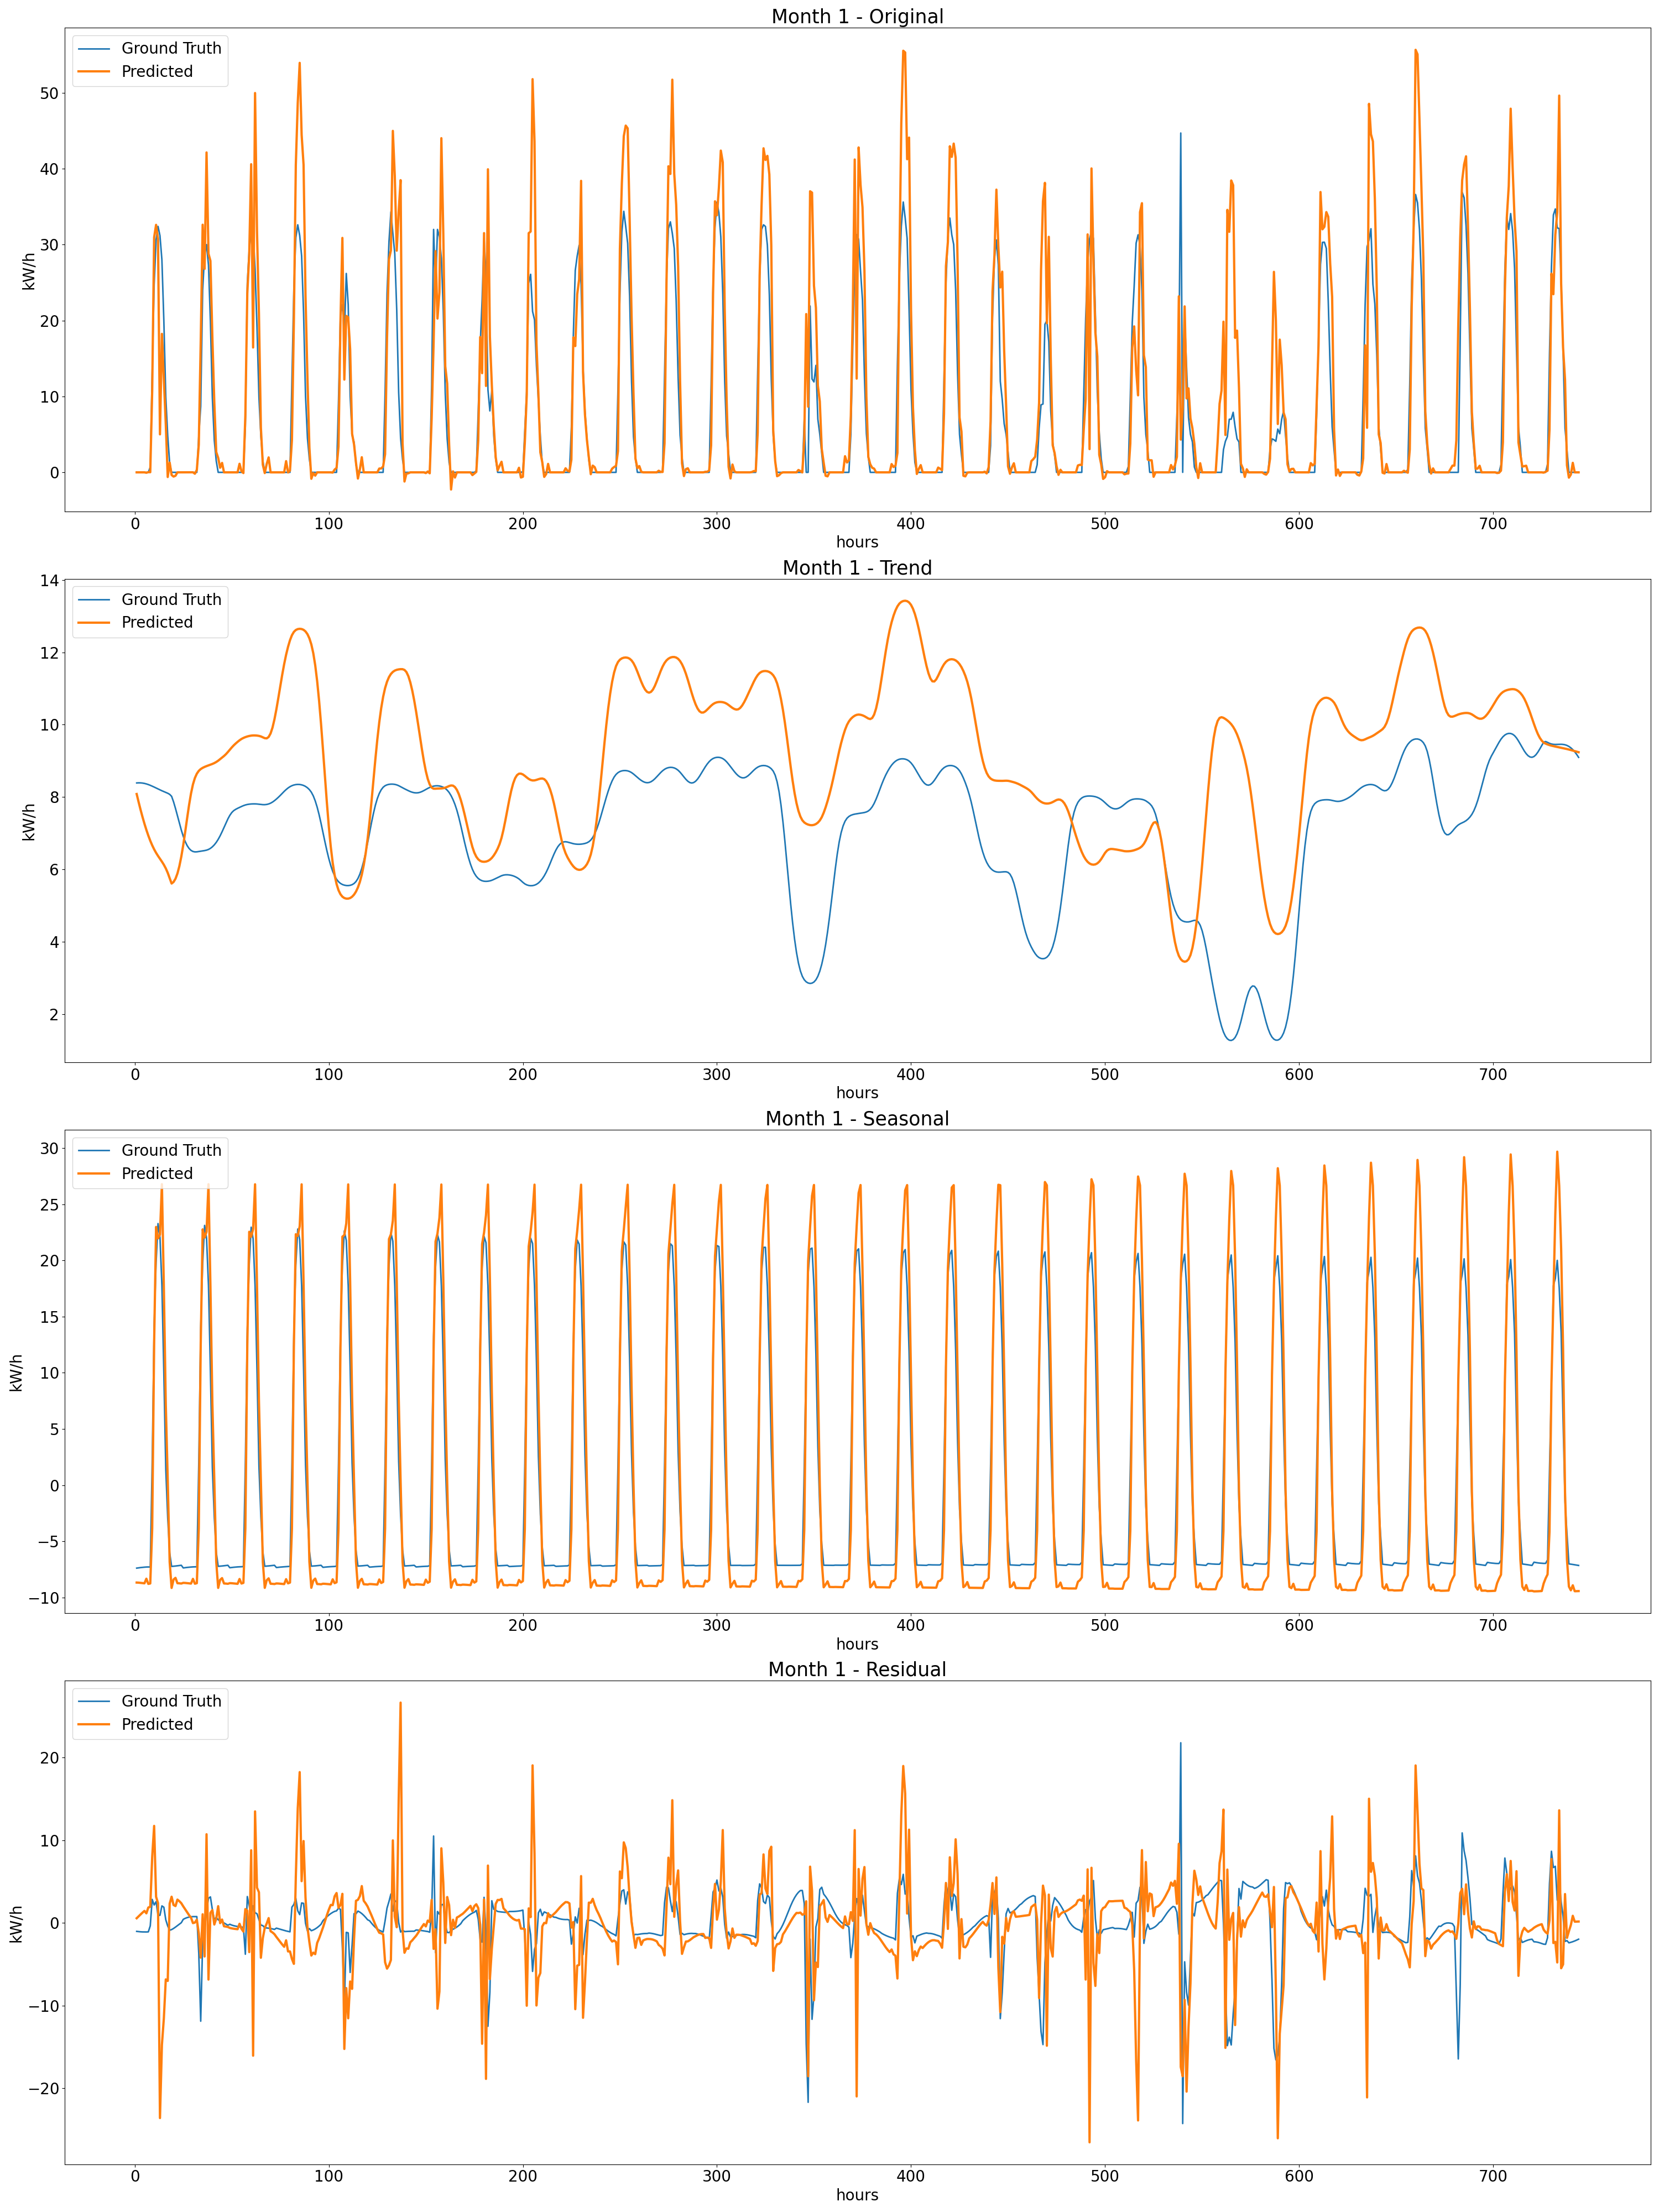 Month 1 - Original
Ground Truth
Predicted
kW/h
50
40
30
20
10
0
0 100 200 300 400 500 600 700
hours
Month 1 - Trend
Ground Truth
Predicted
kW/h
14
12
10
8
6
4
2
0 100 200 300 400 500 600 700
hours
Month 1 - Seasonal
Ground Truth
Predicted
kW/h
30
25
20
15
10
5
0
−5
−10
0 100 200 300 400 500 600 700
hours
Month 1 - Residual
Ground Truth
Predicted
kW/h
20
10
0
−10
−20
0 100 200 300 400 500 600 700
hours